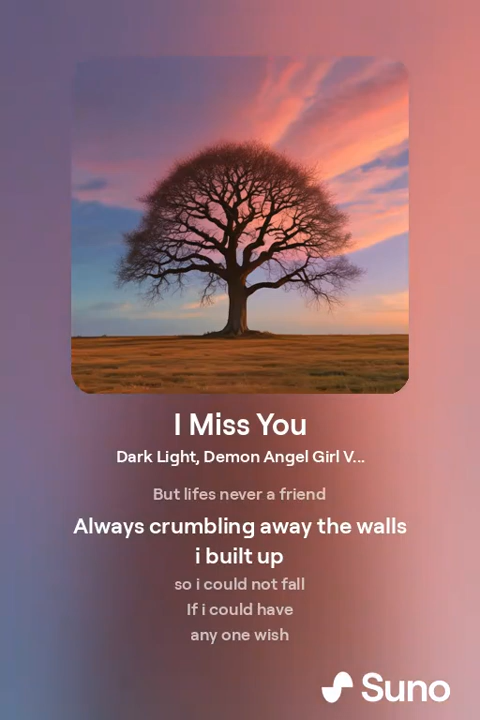 I Miss You
Dark Light, Demon Angel Girl V...
But lifes never a friend
Always crumbling away the walls
i built up
so i could not fall
If i could have
any one wish
Suno